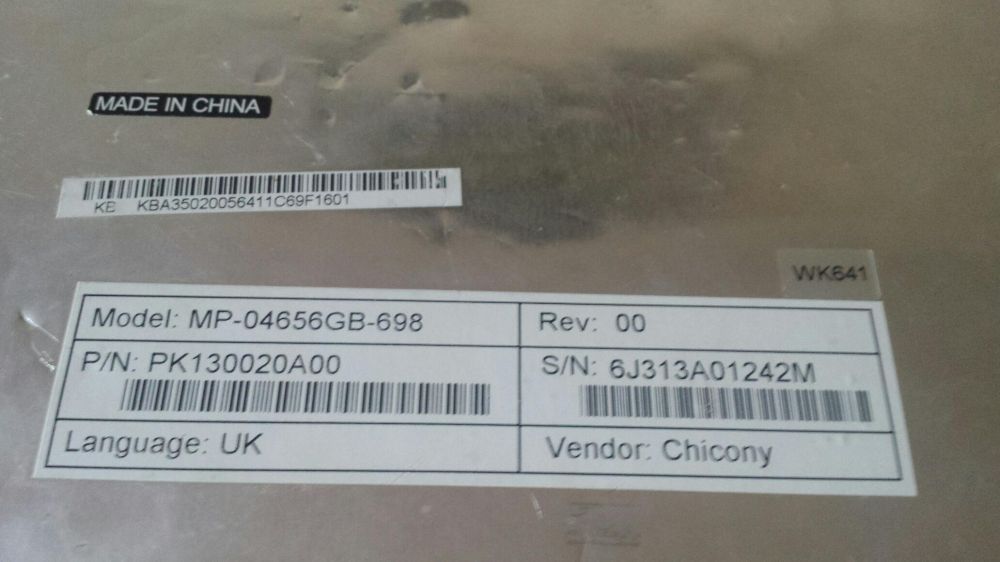 MADE IN CHINA
KE KBA35020056411C69F1601
WK641
Model: MP-04656GB-698
Rev: 00
P/N: PK130020A00
S/N: 6J313A01242M
Language: UK
Vendor: Chicony